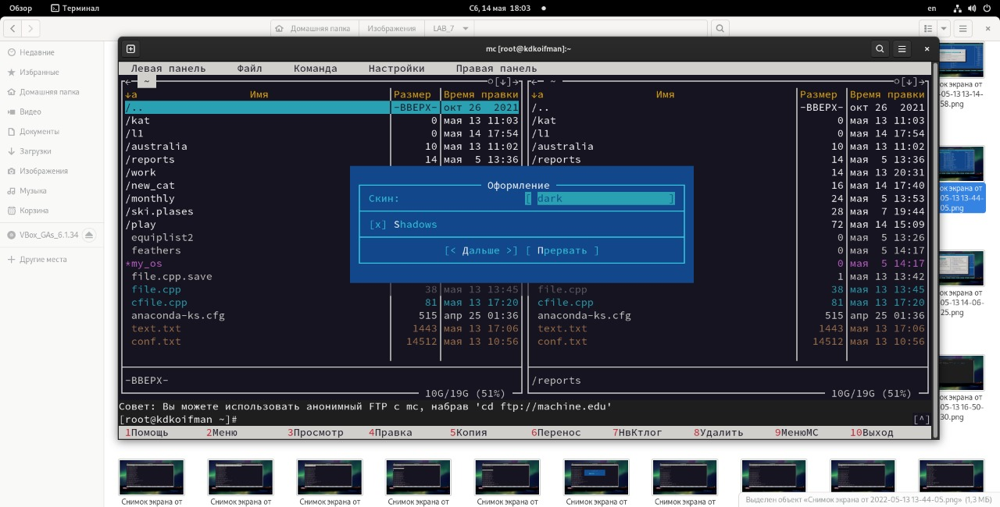 Обзор Терминал Сб, 14 мая 18:03 en
Домашняя папка Изображения LAB_7
Недавние
Избранные
Домашняя папка
Видео
Документы
Загрузки
Изображения
Музыка
Корзина
VBox_GAs_6.1.34
Другие места
mc [root@kdkoifman]:~
Левая панель Файл Команда Настройки Правая панель
~ [↓] ~ [↓]
↓а Имя Размер Время правки ↓а Имя Размер Время правки
/.. -ВВЕРХ- окт 26 2021 /.. -ВВЕРХ- окт 26 2021
/kat 0 мая 13 11:03 /kat 0 мая 13 11:03
/l1 0 мая 14 17:54 /l1 0 мая 14 17:54
/australia 10 мая 13 11:02 /australia 10 мая 13 11:02
/reports 14 мая 5 13:36 /reports 14 мая 5 13:36
/work 14 мая 13 20:31
/new_cat 16 мая 14 17:40
/monthly 24 мая 5 13:53
/ski.plases 28 мая 7 19:44
/play 72 мая 14 15:09
equiplist2 0 мая 5 13:26
feathers 0 мая 5 14:17
*my_os 0 мая 5 14:17
file.cpp.save 1 мая 13 13:42
file.cpp 38 мая 13 13:45 file.cpp 38 мая 13 13:45
cfile.cpp 81 мая 13 17:20 cfile.cpp 81 мая 13 17:20
anaconda-ks.cfg 515 апр 25 01:36 anaconda-ks.cfg 515 апр 25 01:36
text.txt 1443 мая 13 17:06 text.txt 1443 мая 13 17:06
conf.txt 14512 мая 13 10:56 conf.txt 14512 мая 13 10:56
Оформление
Скин: [ dark ]
[x] Shadows
[< Дальше >] [ Прервать ]
-ВВЕРХ- /reports
10G/19G (51%) 10G/19G (51%)
Совет: Вы можете использовать анонимный FTP с mc, набрав 'cd ftp://machine.edu'
[root@kdkoifman ~]# [^]
1Помощь 2Меню 3Просмотр 4Правка 5Копия 6Перенос 7НвКтлог 8Удалить 9МенюМС 10Выход
ок экрана от
05-13 13-14-
58.png
ок экрана от
05-13 13-44-
05.png
ок экрана от
05-13 14-06-
25.png
ок экрана от
05-13 16-50-
30.png
Снимок экрана от Снимок экрана от Снимок экрана от Снимок экрана от Снимок экрана от Снимок экрана от Снимок экрана от
Выделен объект «Снимок экрана от 2022-05-13 13-44-05.png» (1,3 МБ)